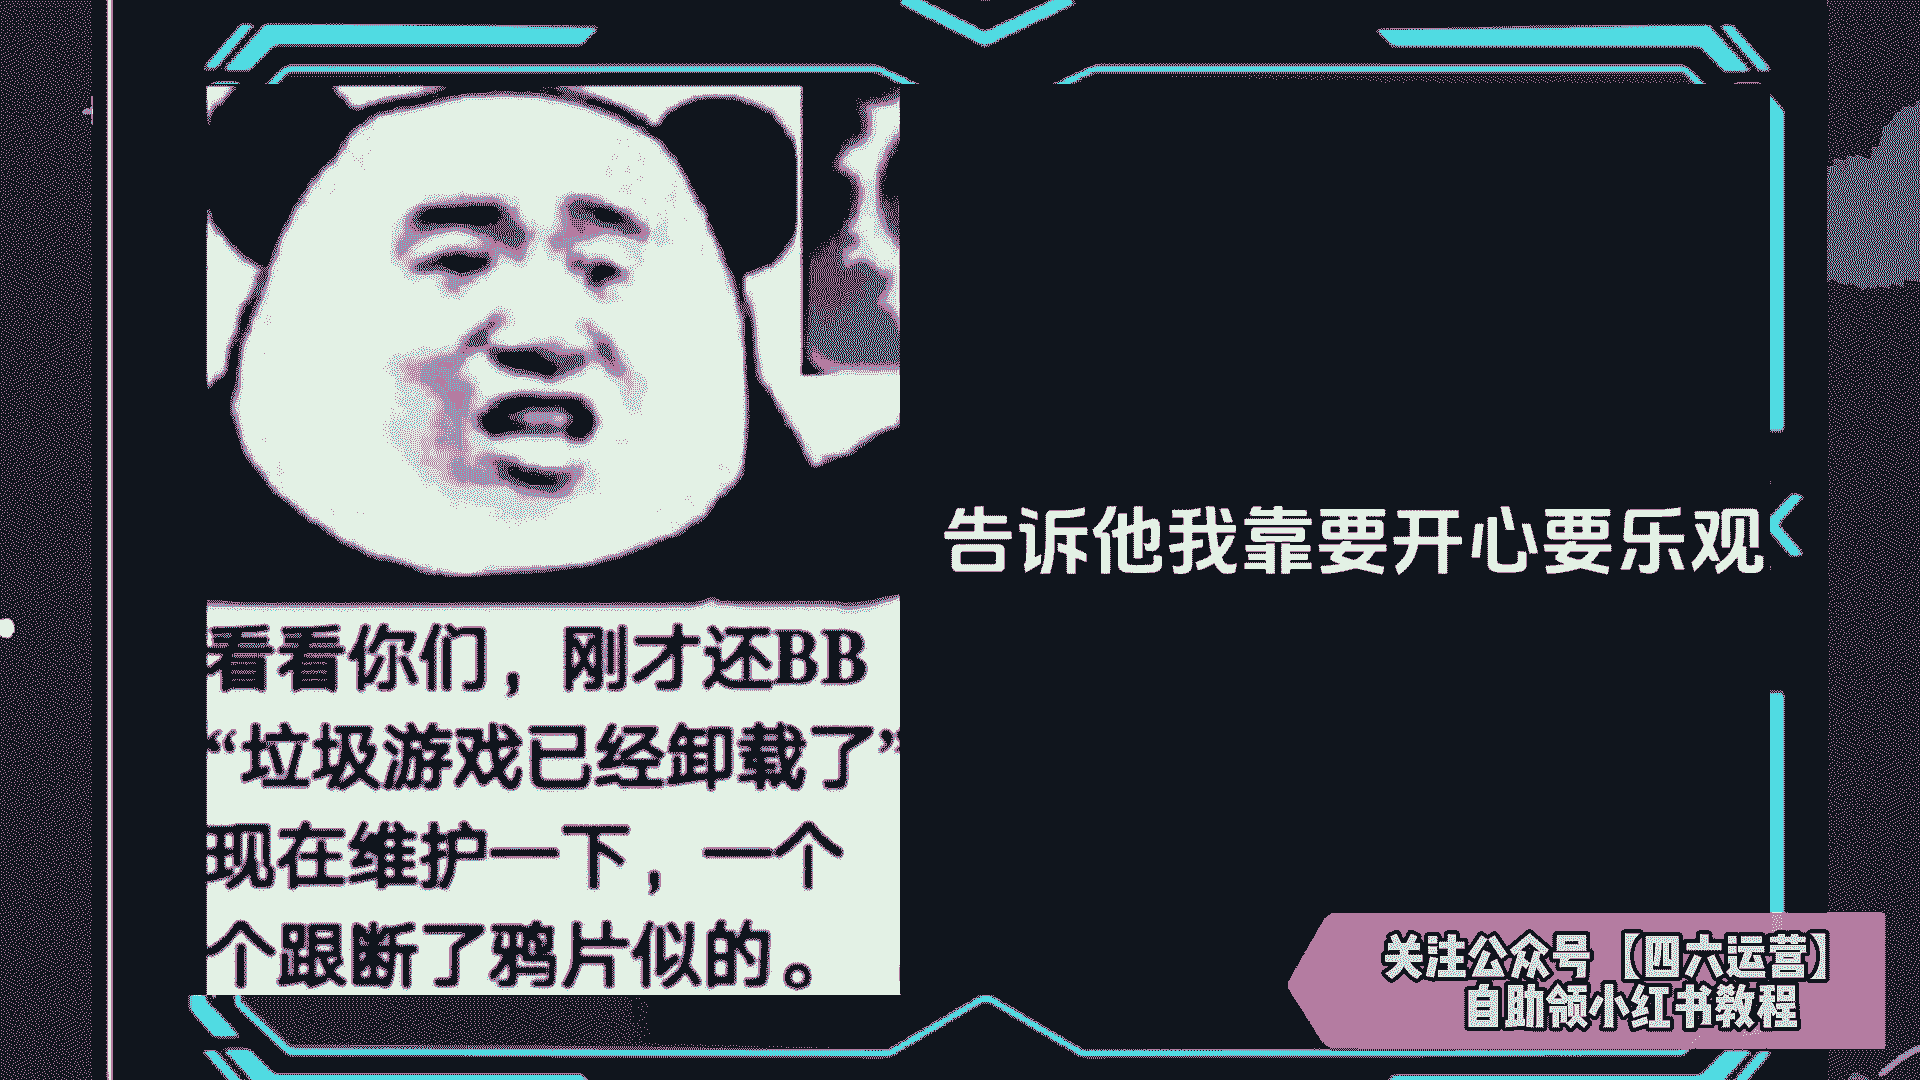 看看你们，刚才还BB
“垃圾游戏已经卸载了”
现在维护一下，一个
个跟断了鸦片似的。
告诉他我靠要开心要乐观
关注公众号【四六运营】
自助领小红书教程